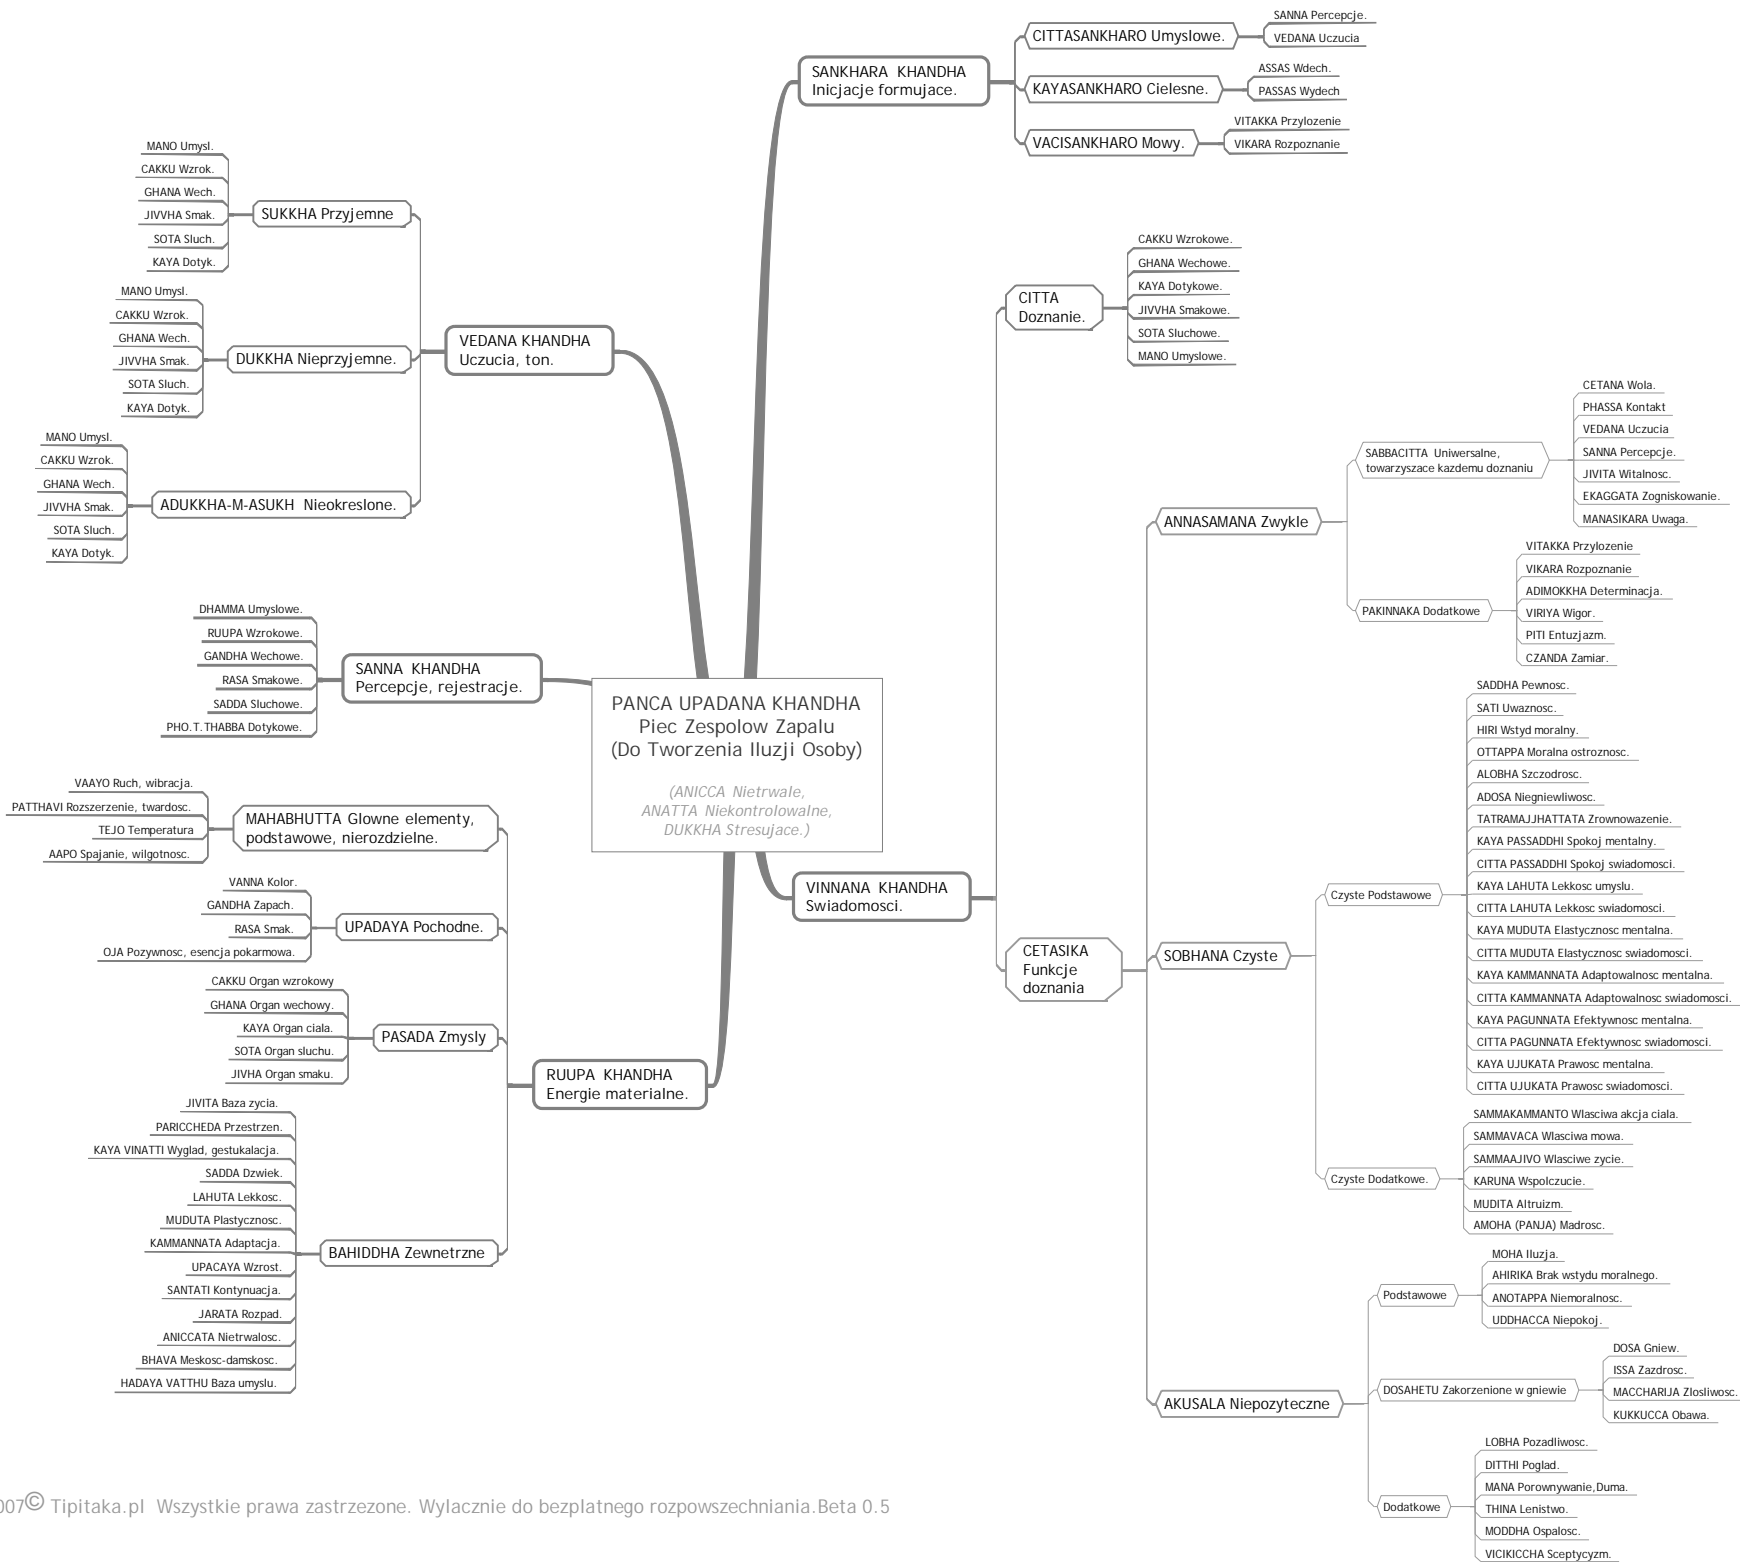 SANKHARA KHANDHA
Inicjacje formujace.
CITTASANKHARO Umyslowe.
SANNA Percepcje.
VEDANA Uczucia
KAYASANKHARO Cielesne.
ASSAS Wdech.
PASSAS Wydech
VACISANKHARO Mowy.
VITAKKA Przylozenie
VIKARA Rozpoznanie
VEDANA KHANDHA
Uczucia, ton.
SUKKHA Przyjemne
MANO Umysl.
CAKKU Wzrok.
GHANA Wech.
JIVVHA Smak.
SOTA Sluch.
KAYA Dotyk.
DUKKHA Nieprzyjemne.
MANO Umysl.
CAKKU Wzrok.
GHANA Wech.
JIVVHA Smak.
SOTA Sluch.
KAYA Dotyk.
ADUKKHA-M-ASUKH Nieokreslone.
MANO Umysl.
CAKKU Wzrok.
GHANA Wech.
JIVVHA Smak.
SOTA Sluch.
KAYA Dotyk.
SANNA KHANDHA
Percepcje, rejestracje.
DHAMMA Umyslowe.
RUUPA Wzrokowe.
GANDHA Wechowe.
RASA Smakowe.
SADDA Sluchowe.
PHO.T.THABBA Dotykowe.
PANCA UPADANA KHANDHA
Piec Zespolow Zapalu
(Do Tworzenia Iluzji Osoby)
(ANICCA Nietrwale,
ANATTA Niekontrolowalne,
DUKKHA Stresujace.)
RUUPA KHANDHA
Energie materialne.
MAHABHUTTA Glowne elementy,
podstawowe, nierozdzielne.
VAAYO Ruch, wibracja.
PATTHAVI Rozszerzenie, twardosc.
TEJO Temperatura
AAPO Spajanie, wilgotnosc.
UPADAYA Pochodne.
VANNA Kolor.
GANDHA Zapach.
RASA Smak.
OJA Pozywnosc, esencja pokarmowa.
PASADA Zmysly
CAKKU Organ wzrokowy
GHANA Organ wechowy.
KAYA Organ ciala.
SOTA Organ sluchu.
JIVHA Organ smaku.
BAHIDDHA Zewnetrzne
JIVITA Baza zycia.
PARICCHEDA Przestrzen.
KAYA VINATTI Wyglad, gestukalacja.
SADDA Dzwiek.
LAHUTA Lekkosc.
MUDUTA Plastycznosc.
KAMMANNATA Adaptacja.
UPACAYA Wzrost.
SANTATI Kontynuacja.
JARATA Rozpad.
ANICCATA Nietrwalosc.
BHAVA Meskosc-damskosc.
HADAYA VATTHU Baza umyslu.
VINNANA KHANDHA
Swiadomosci.
CITTA
Doznanie.
CAKKU Wzrokowe.
GHANA Wechowe.
KAYA Dotykowe.
JIVVHA Smakowe.
SOTA Sluchowe.
MANO Umyslowe.
CETASIKA
Funkcje
doznania
ANNASAMANA Zwykle
SABBACITTA Uniwersalne,
towarzyszace kazdemu doznaniu
CETANA Wola.
PHASSA Kontakt
VEDANA Uczucia
SANNA Percepcje.
JIVITA Witalnosc.
EKAGGATA Zogniskowanie.
MANASIKARA Uwaga.
PAKINNAKA Dodatkowe
VITAKKA Przylozenie
VIKARA Rozpoznanie
ADIMOKKHA Determinacja.
VIRIYA Wigor.
PITI Entuzjazm.
CZANDA Zamiar.
SOBHANA Czyste
Czyste Podstawowe
SADDHA Pewnosc.
SATI Uwaznosc.
HIRI Wstyd moralny.
OTTAPPA Moralna ostroznosc.
ALOBHA Szczodrosc.
ADOSA Niegniewliwosc.
TATRAMAJJHATTATA Zrownowazenie.
KAYA PASSADDHI Spokoj mentalny.
CITTA PASSADDHI Spokoj swiadomosci.
KAYA LAHUTA Lekkosc umyslu.
CITTA LAHUTA Lekkosc swiadomosci.
KAYA MUDUTA Elastycznosc mentalna.
CITTA MUDUTA Elastycznosc swiadomosci.
KAYA KAMMANNATA Adaptowalnosc mentalna.
CITTA KAMMANNATA Adaptowalnosc swiadomosci.
KAYA PAGUNNATA Efektywnosc mentalna.
CITTA PAGUNNATA Efektywnosc swiadomosci.
KAYA UJUKATA Prawosc mentalna.
CITTA UJUKATA Prawosc swiadomosci.
Czyste Dodatkowe.
SAMMAKAMMANTO Wlasciwa akcja ciala.
SAMMAVACA Wlasciwa mowa.
SAMMAAJIVO Wlasciwe zycie.
KARUNA Wspolczucie.
MUDITA Altruizm.
AMOHA (PANJA) Madrosc.
AKUSALA Niepozyteczne
Podstawowe
MOHA Iluzja.
AHIRIKA Brak wstydu moralnego.
ANOTAPPA Niemoralnosc.
UDDHACCA Niepokoj.
DOSAHETU Zakorzenione w gniewie
DOSA Gniew.
ISSA Zazdrosc.
MACCHARIJA Zlosliwosc.
KUKKUCCA Obawa.
Dodatkowe
LOBHA Pozadliwosc.
DITTHI Poglad.
MANA Porownywanie,Duma.
THINA Lenistwo.
MODDHA Ospalosc.
VICIKICCHA Sceptycyzm.
007© Tipitaka.pl Wszystkie prawa zastrzezone. Wylacznie do bezplatnego rozpowszechniania.Beta 0.5